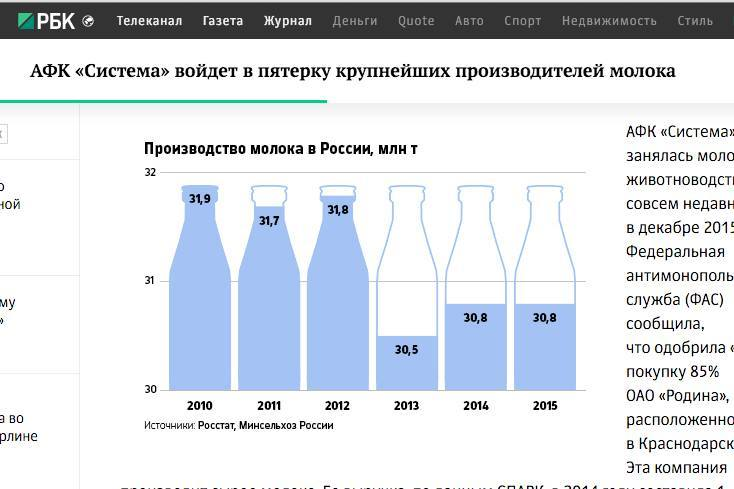 РБК Телеканал Газета Журнал Деньги Quote Авто Спорт Недвижимость Стиль
АФК «Система» войдет в пятерку крупнейших производителей молока
Производство молока в России, млн т
32
31
30
31,9
31,7
31,8
30,5
30,8
30,8
2010 2011 2012 2013 2014 2015
Источники: Росстат, Минсельхоз России
АФК «Система»
занялась моло
животноводст
совсем недавн
в декабре 2015
Федеральная
антимонополь
служба (ФАС)
сообщила,
что одобрила «
покупку 85%
ОАО «Родина»,
расположенно
в Краснодарск
Эта компания
ной
му
»
а во
рлине